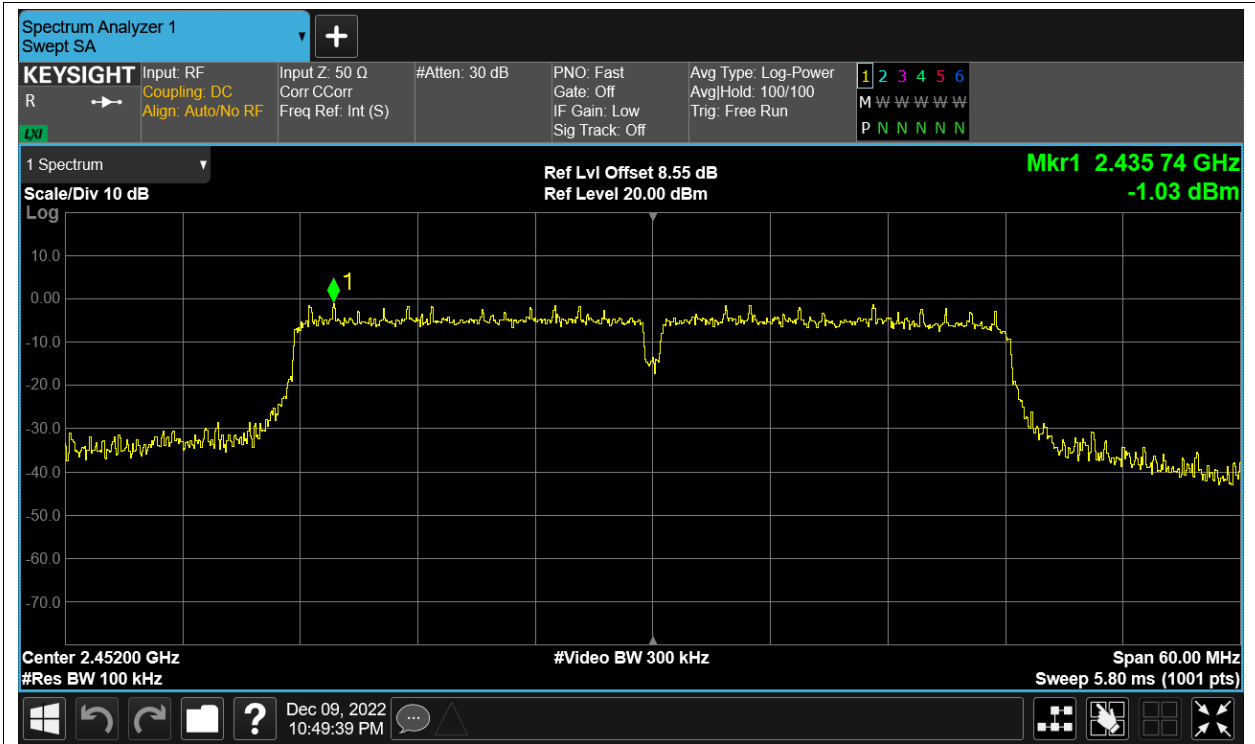 Spectrum Analyzer 1
Swept SA
KEYSIGHT
R
LXI
Input: RF
Coupling: DC
Align: Auto/No RF
Input Z: 50 Ω
Corr CCorr
Freq Ref: Int (S)
#Atten: 30 dB
PNO: Fast
Gate: Off
IF Gain: Low
Sig Track: Off
Avg Type: Log-Power
Avg|Hold: 100/100
Trig: Free Run
1 2 3 4 5 6
M W W W W W
P N N N N N
1 Spectrum
Scale/Div 10 dB
Log
Ref Lvl Offset 8.55 dB
Ref Level 20.00 dBm
Mkr1 2.435 74 GHz
-1.03 dBm
10.0
1
0.00
-10.0
-20.0
-30.0
-40.0
-50.0
-60.0
-70.0
Center 2.45200 GHz
#Video BW 300 kHz
Span 60.00 MHz
#Res BW 100 kHz
Sweep 5.80 ms (1001 pts)
?
Dec 09, 2022
10:49:39 PM